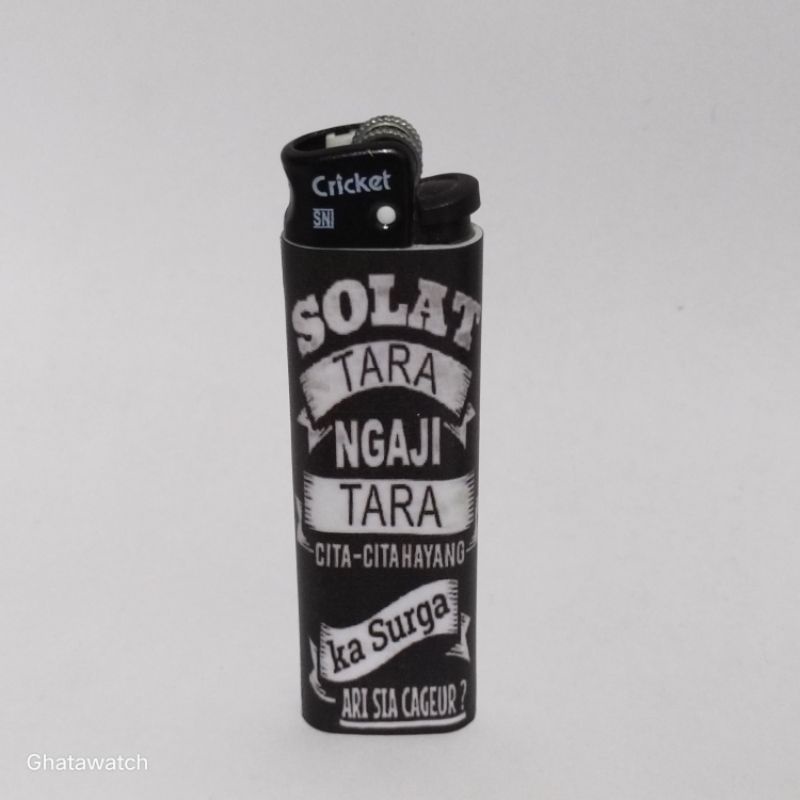 Cricket
SNI
SOLAT
TARA
NGAJI
TARA
CITA-CITA HAYANG
ka Surga
ARI SIA CAGEUR ?
Ghatawatch